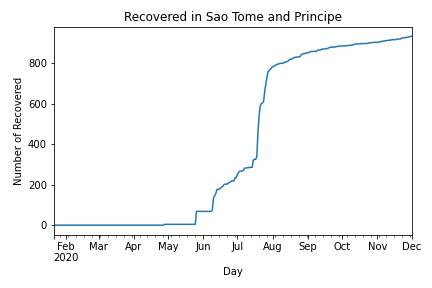 Recovered in Sao Tome and Principe
Number of Recovered
800
600
400
200
0
Feb Mar Apr May Jun Jul Aug Sep Oct Nov Dec
2020
Day